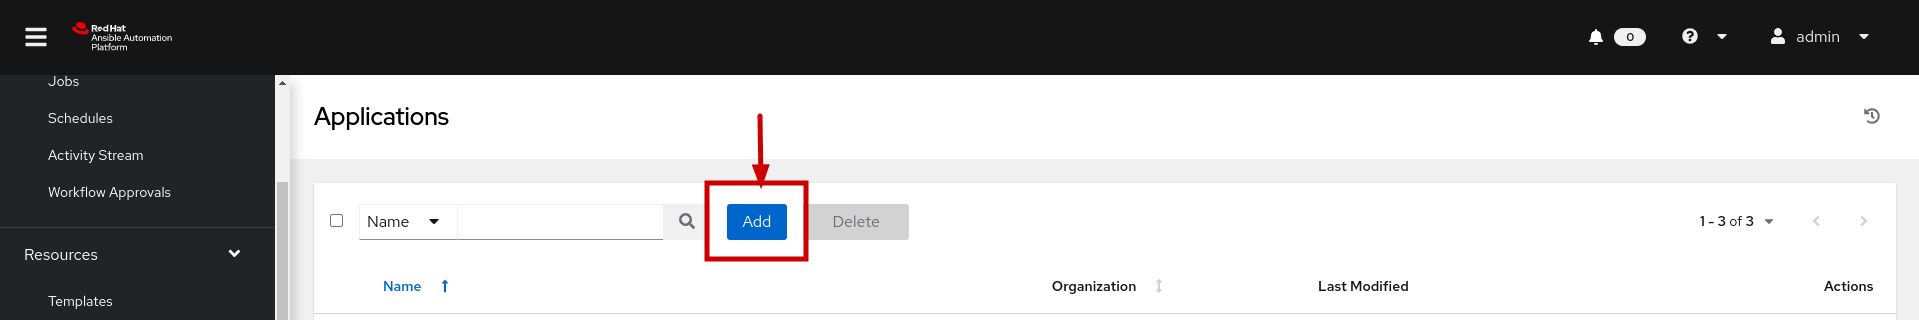 Red Hat
Ansible Automation
Platform
0
admin
Jobs
Schedules
Activity Stream
Workflow Approvals
Resources
Templates
Applications
Name
Add
Delete
1 - 3 of 3
Name
Organization
Last Modified
Actions